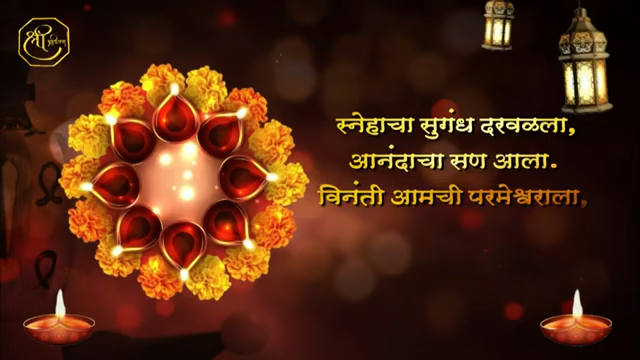 श्री
स्नेहाचा सुगंध दरवळला,
आनंदाचा सण आला.
विनंती आमची परमेश्वराला,